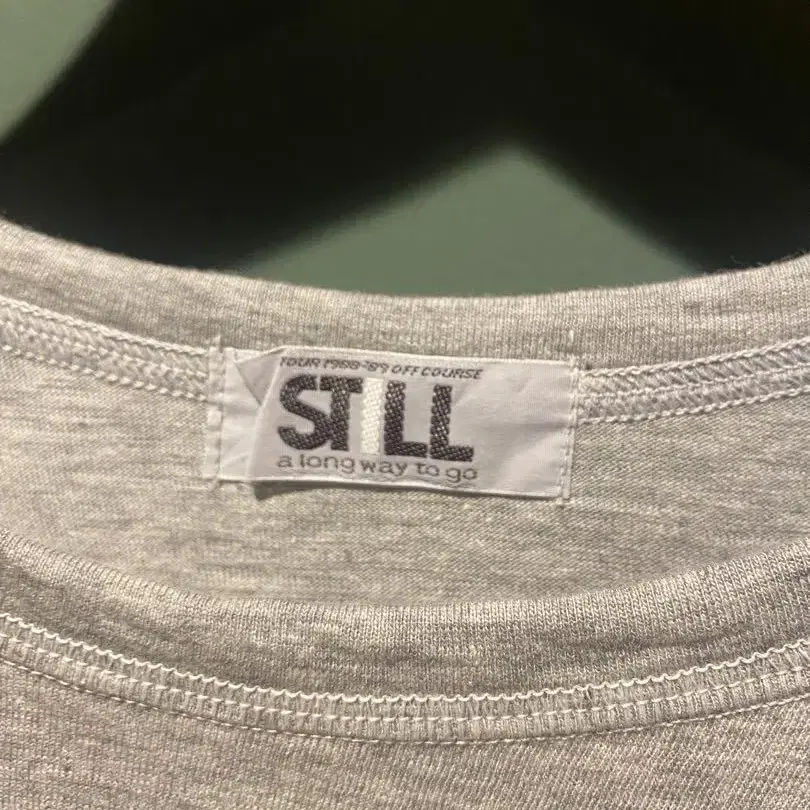 TOUR 1988-'89 OFF COURSE
STILL
a long way to go